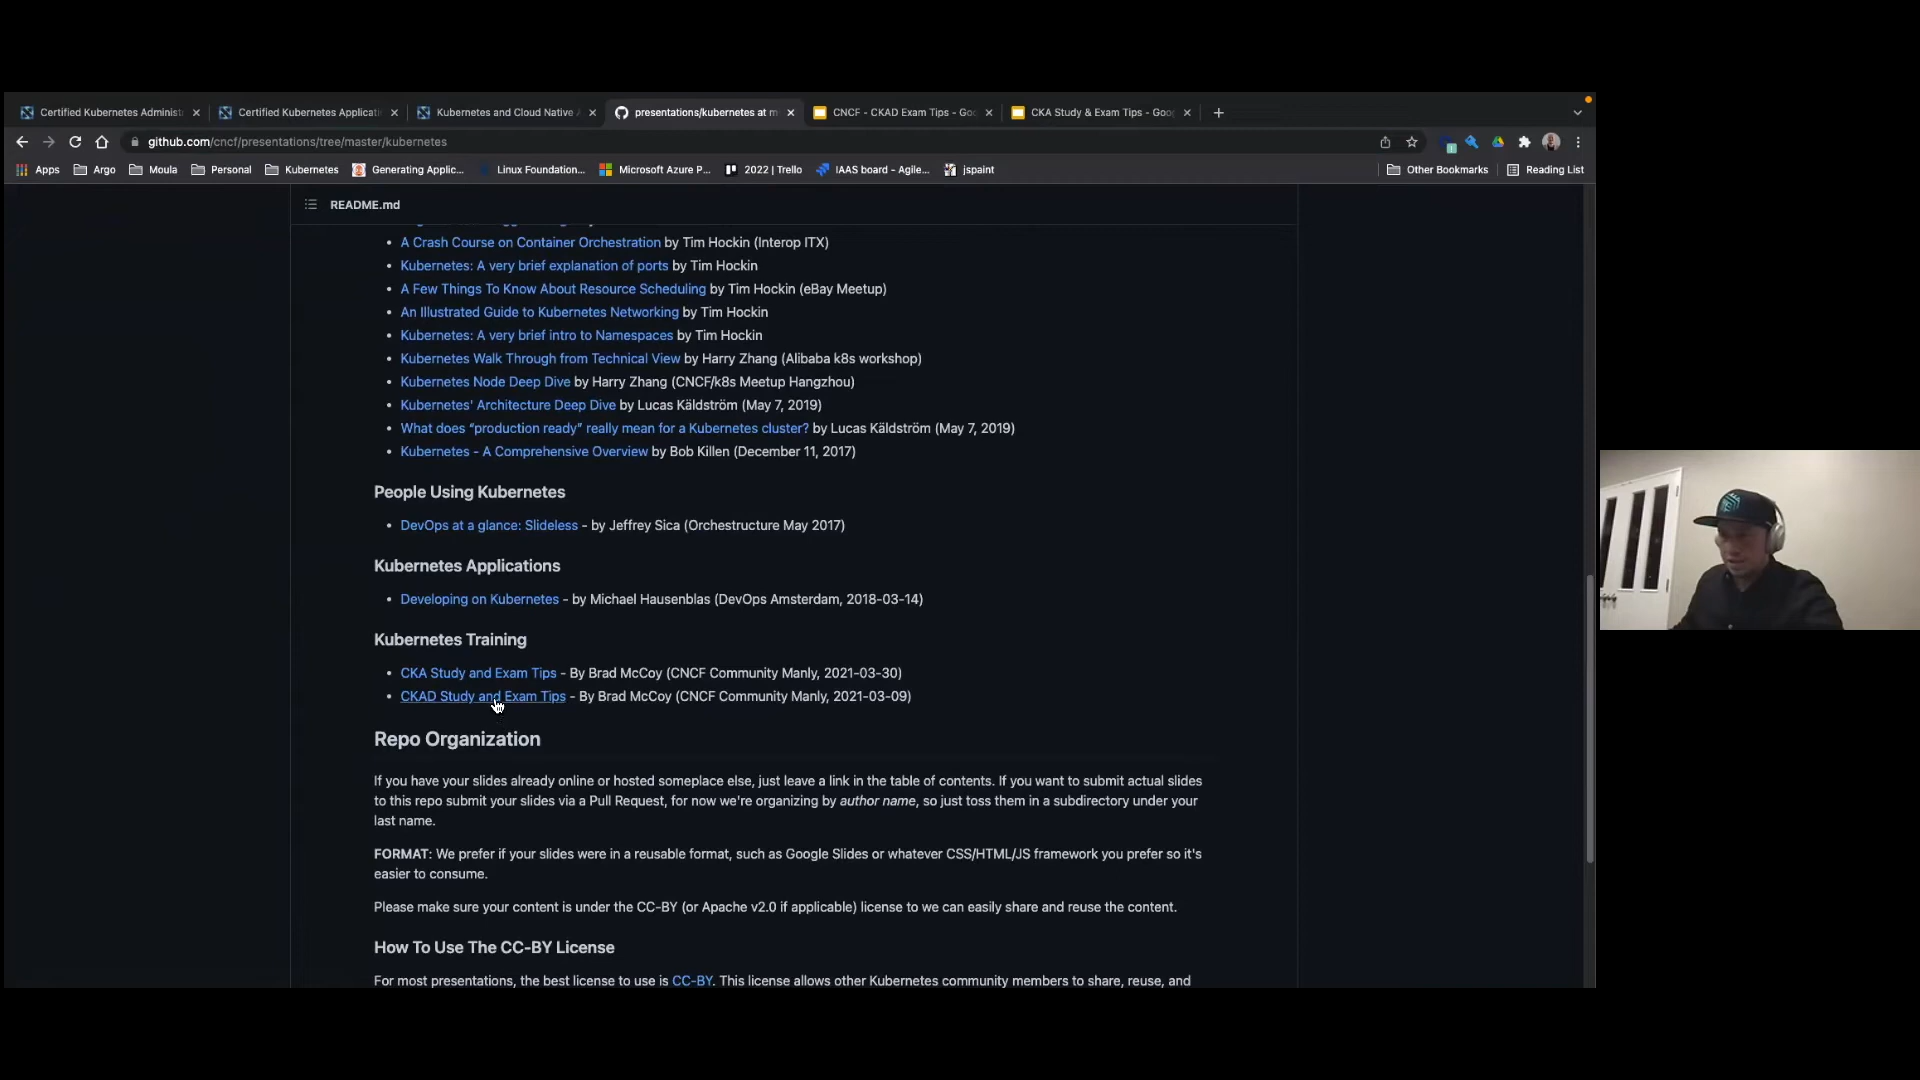 Certified Kubernetes Administ
Certified Kubernetes Applicati
Kubernetes and Cloud Native A
presentations/kubernetes at m
CNCF - CKAD Exam Tips - Goo
CKA Study & Exam Tips - Goog
github.com/cncf/presentations/tree/master/kubernetes
Apps
Argo
Moula
Personal
Kubernetes
Generating Applic...
Linux Foundation...
Microsoft Azure P...
2022 | Trello
IAAS board - Agile...
jspaint
Other Bookmarks
Reading List
README.md
A Crash Course on Container Orchestration by Tim Hockin (Interop ITX)
Kubernetes: A very brief explanation of ports by Tim Hockin
A Few Things To Know About Resource Scheduling by Tim Hockin (eBay Meetup)
An Illustrated Guide to Kubernetes Networking by Tim Hockin
Kubernetes: A very brief intro to Namespaces by Tim Hockin
Kubernetes Walk Through from Technical View by Harry Zhang (Alibaba k8s workshop)
Kubernetes Node Deep Dive by Harry Zhang (CNCF/k8s Meetup Hangzhou)
Kubernetes' Architecture Deep Dive by Lucas Käldström (May 7, 2019)
What does “production ready” really mean for a Kubernetes cluster? by Lucas Käldström (May 7, 2019)
Kubernetes - A Comprehensive Overview by Bob Killen (December 11, 2017)
People Using Kubernetes
DevOps at a glance: Slideless - by Jeffrey Sica (Orchestructure May 2017)
Kubernetes Applications
Developing on Kubernetes - by Michael Hausenblas (DevOps Amsterdam, 2018-03-14)
Kubernetes Training
CKA Study and Exam Tips - By Brad McCoy (CNCF Community Manly, 2021-03-30)
CKAD Study and Exam Tips - By Brad McCoy (CNCF Community Manly, 2021-03-09)
Repo Organization
If you have your slides already online or hosted someplace else, just leave a link in the table of contents. If you want to submit actual slides
to this repo submit your slides via a Pull Request, for now we're organizing by author name, so just toss them in a subdirectory under your
last name.
FORMAT: We prefer if your slides were in a reusable format, such as Google Slides or whatever CSS/HTML/JS framework you prefer so it's
easier to consume.
Please make sure your content is under the CC-BY (or Apache v2.0 if applicable) license to we can easily share and reuse the content.
How To Use The CC-BY License
For most presentations, the best license to use is CC-BY. This license allows other Kubernetes community members to share, reuse, and